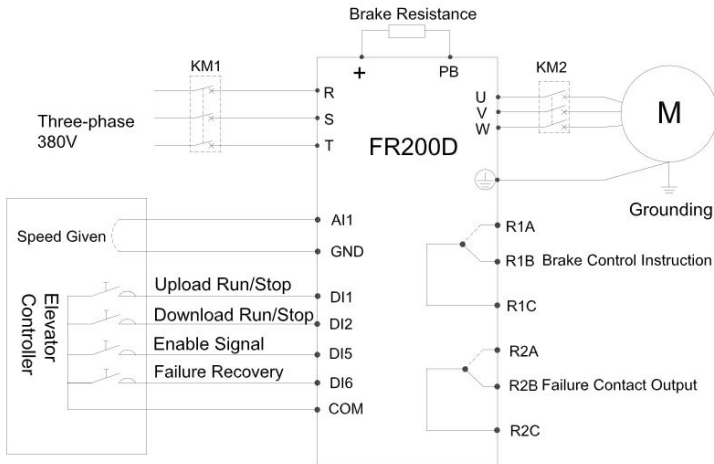 Brake Resistance
KM1
+
PB
KM2
R
S
T
Three-phase
380V
U
V
W
M
FR200D
Grounding
AI1
Speed Given
GND
R1A
R1B Brake Control Instruction
R1C
Elevator
Controller
Upload Run/Stop
DI1
Download Run/Stop
DI2
Enable Signal
DI5
Failure Recovery
DI6
COM
R2A
R2B Failure Contact Output
R2C